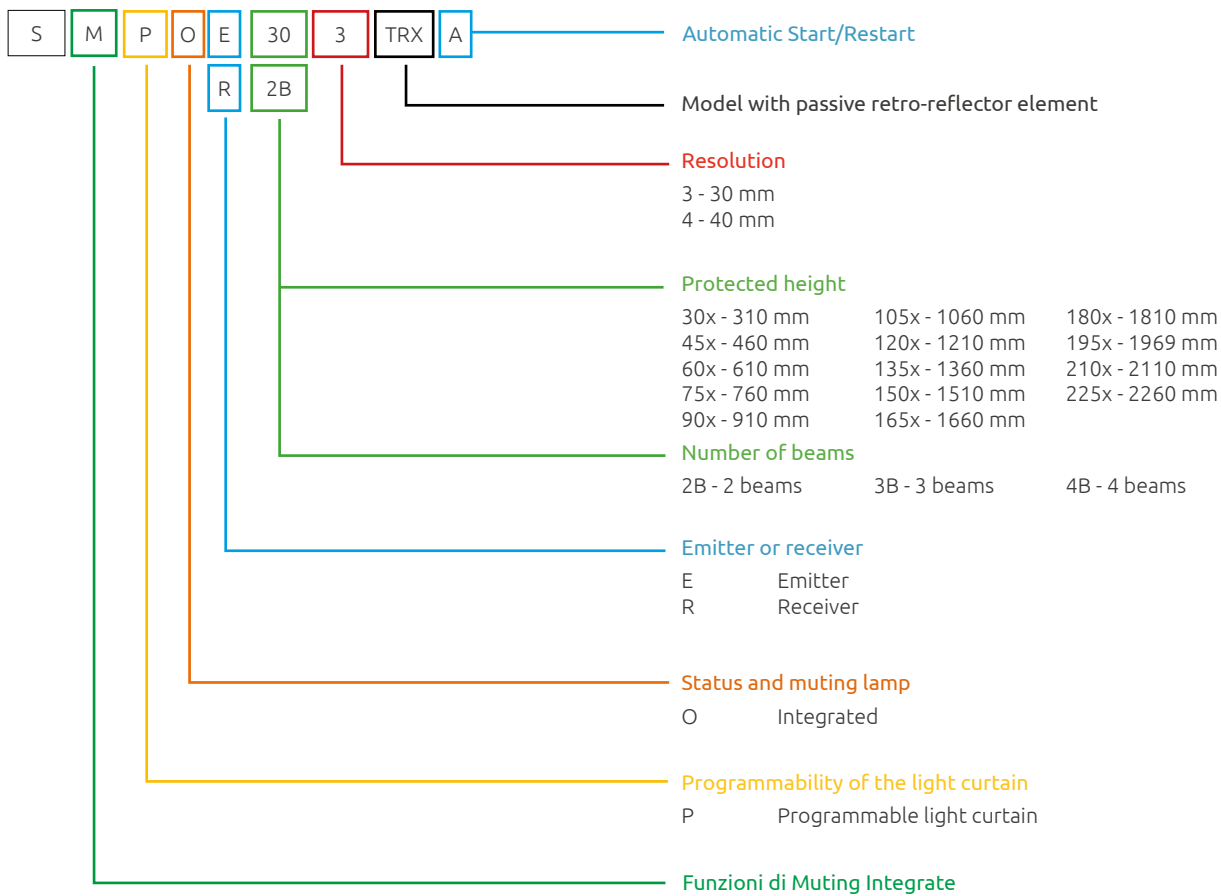 S M P O E 30 3 TRX A
Automatic Start/Restart
R 2B
Model with passive retro-reflector element
Resolution
3 - 30 mm
4 - 40 mm
Protected height
30x - 310 mm 105x - 1060 mm 180x - 1810 mm
45x - 460 mm 120x - 1210 mm 195x - 1969 mm
60x - 610 mm 135x - 1360 mm 210x - 2110 mm
75x - 760 mm 150x - 1510 mm 225x - 2260 mm
90x - 910 mm 165x - 1660 mm
Number of beams
2B - 2 beams 3B - 3 beams 4B - 4 beams
Emitter or receiver
E Emitter
R Receiver
Status and muting lamp
O Integrated
Programmability of the light curtain
P Programmable light curtain
Funzioni di Muting Integrate